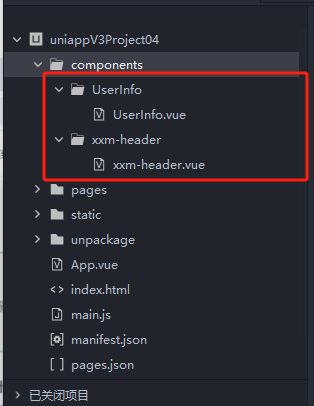 uniappV3Project04
components
UserInfo
UserInfo.vue
xxm-header
xxm-header.vue
pages
static
unpackage
App.vue
index.html
main.js
manifest.json
pages.json
已关闭项目